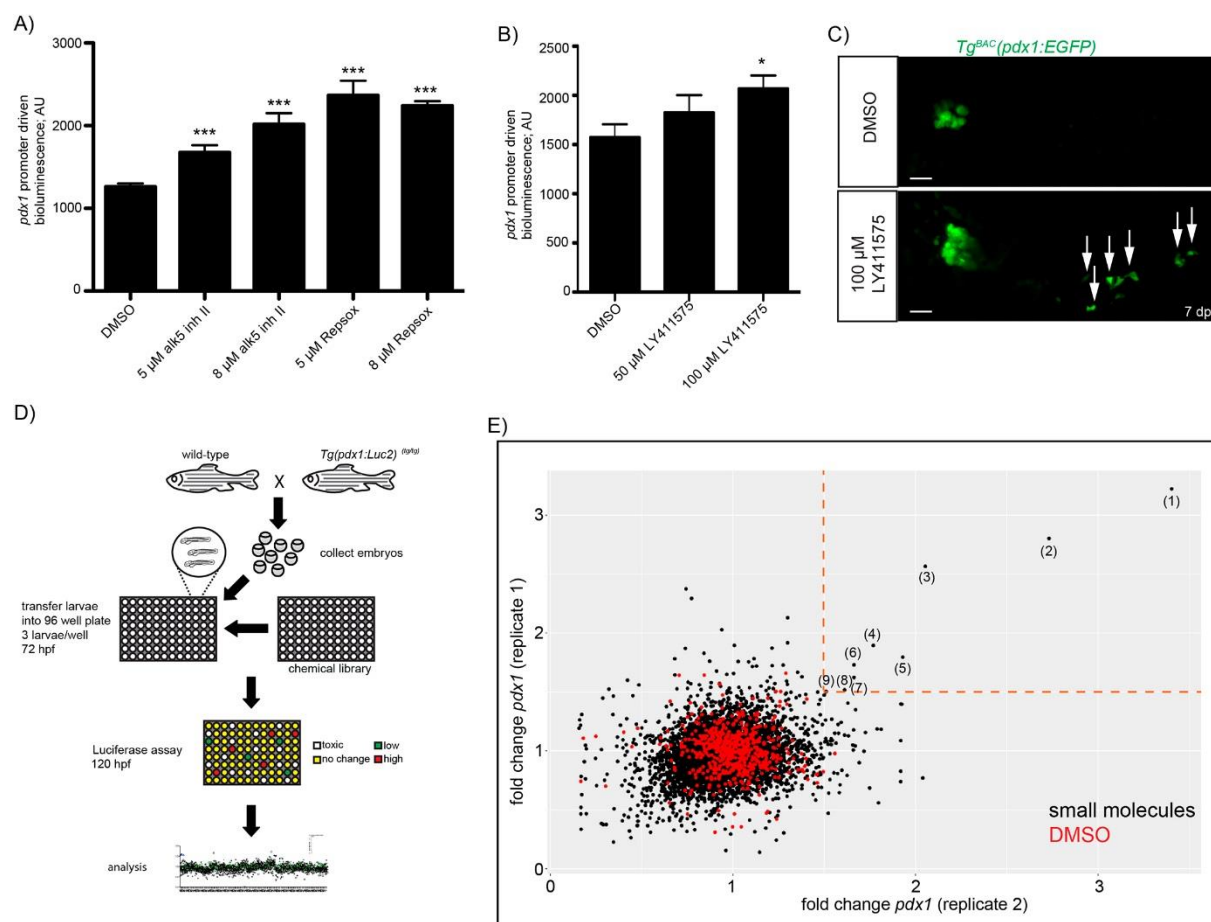 A)
3000
2000
1000
0
pdx1 promoter driven
bioluminescence; AU
***
***
***
***
DMSO
5 µM alk5 inh II
8 µM alk5 inh II
5 µM Repsox
8 µM Repsox
B)
2500
2000
1500
1000
500
0
pdx1 promoter driven
bioluminescence; AU
*
DMSO
50 µM LY411575
100 µM LY411575
C)
Tg^BAC(pdx1:EGFP)
DMSO
100 µM
LY411575
7 dp
D)
wild-type
Tg(pdx1:Luc2) (tg/tg)
X
collect embryos
transfer larvae
into 96 well plate
3 larvae/well
72 hpf
chemical library
Luciferase assay
120 hpf
toxic
low
no change
high
analysis
E)
fold change pdx1 (replicate 1)
3
2
1
0
(1)
(2)
(3)
(4)
(6)
(5)
(9)
(8)
(7)
small molecules
DMSO
0
1
2
3
fold change pdx1 (replicate 2)